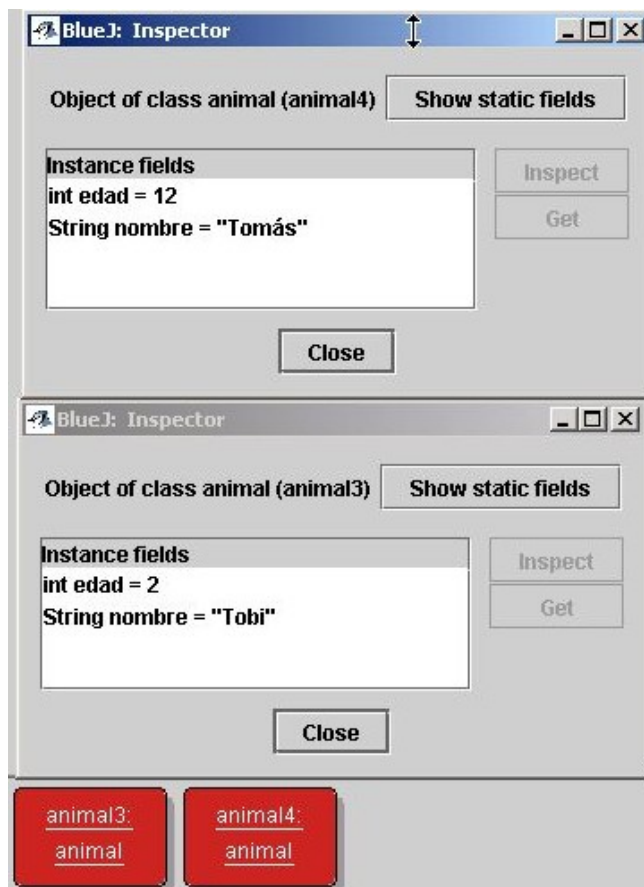 BlueJ: Inspector
Object of class animal (animal4) Show static fields
Instance fields
int edad = 12
String nombre = "Tomás"
Inspect
Get
Close
BlueJ: Inspector
Object of class animal (animal3) Show static fields
Instance fields
int edad = 2
String nombre = "Tobi"
Inspect
Get
Close
animal3:
animal
animal4:
animal